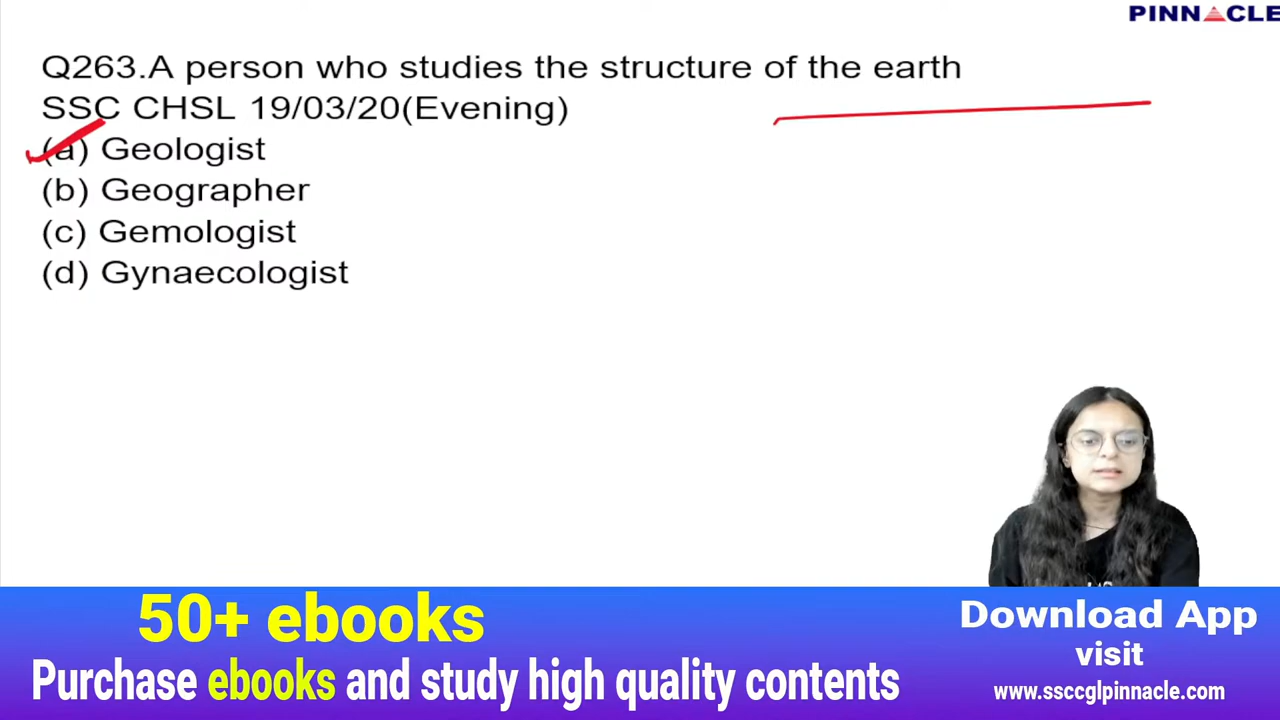 PINNACLE
Q263.A person who studies the structure of the earth
SSC CHSL 19/03/20(Evening)
(a) Geologist
(b) Geographer
(c) Gemologist
(d) Gynaecologist
50+ ebooks
Purchase ebooks and study high quality contents
Download App
visit
www.ssccglpinnacle.com